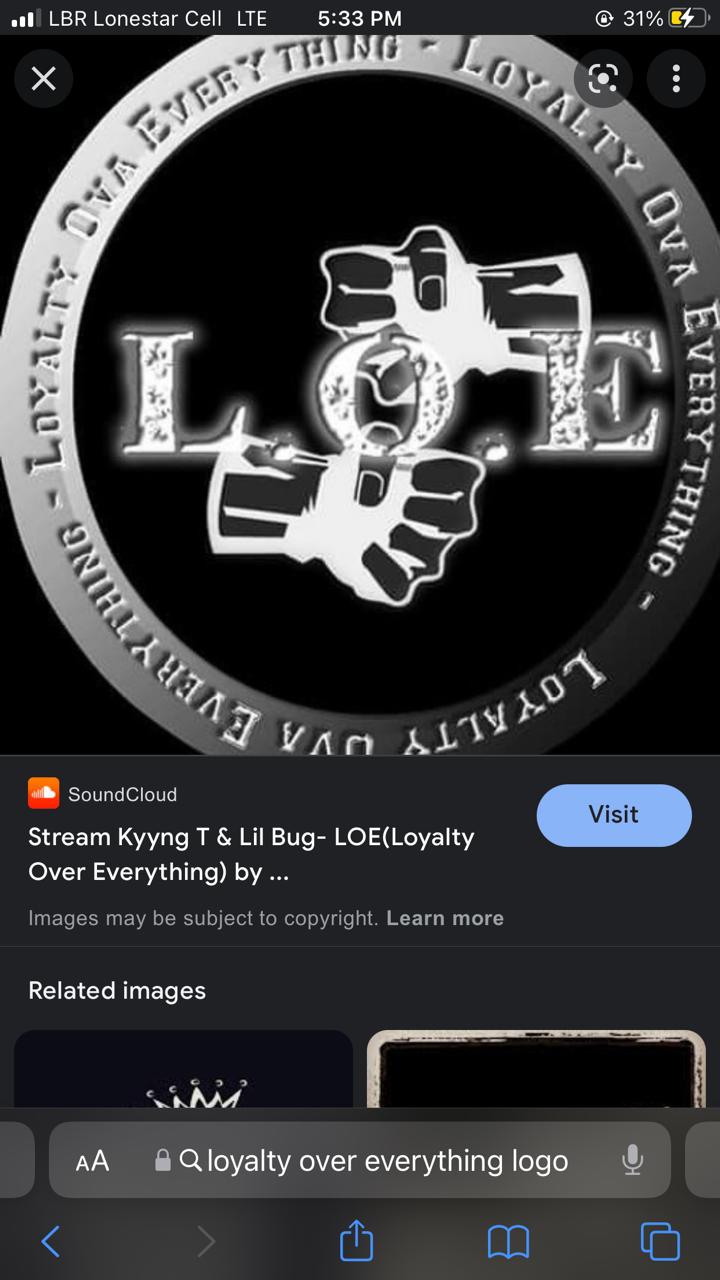 LBR Lonestar Cell LTE 5:33 PM 31%
LOYALTY OVA EVERYTHING - LOYALTY OVA EVERYTHING - LOYALTY OVA EVERYTHING -
L.O.E
SoundCloud
Visit
Stream Kyyng T & Lil Bug- LOE(Loyalty
Over Everything) by ...
Images may be subject to copyright. Learn more
Related images
AA loyalty over everything logo